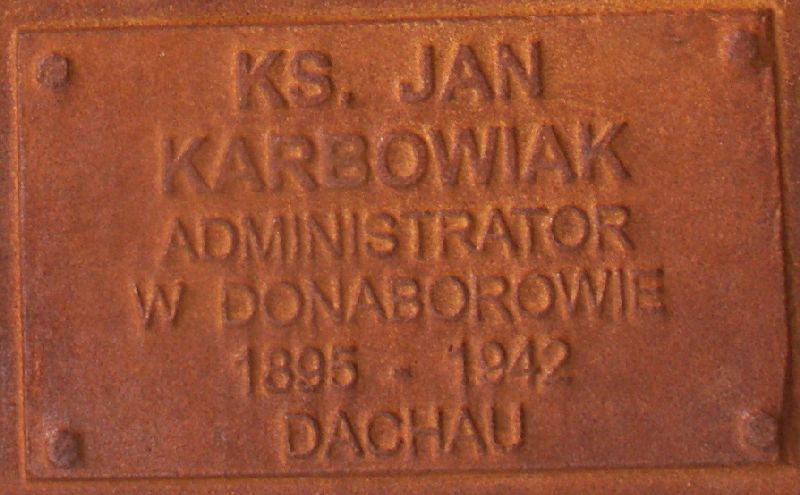 KS. JAN
KARBOWIAK
ADMINISTRATOR
W DONABOROWIE
1895 - 1942
DACHAU